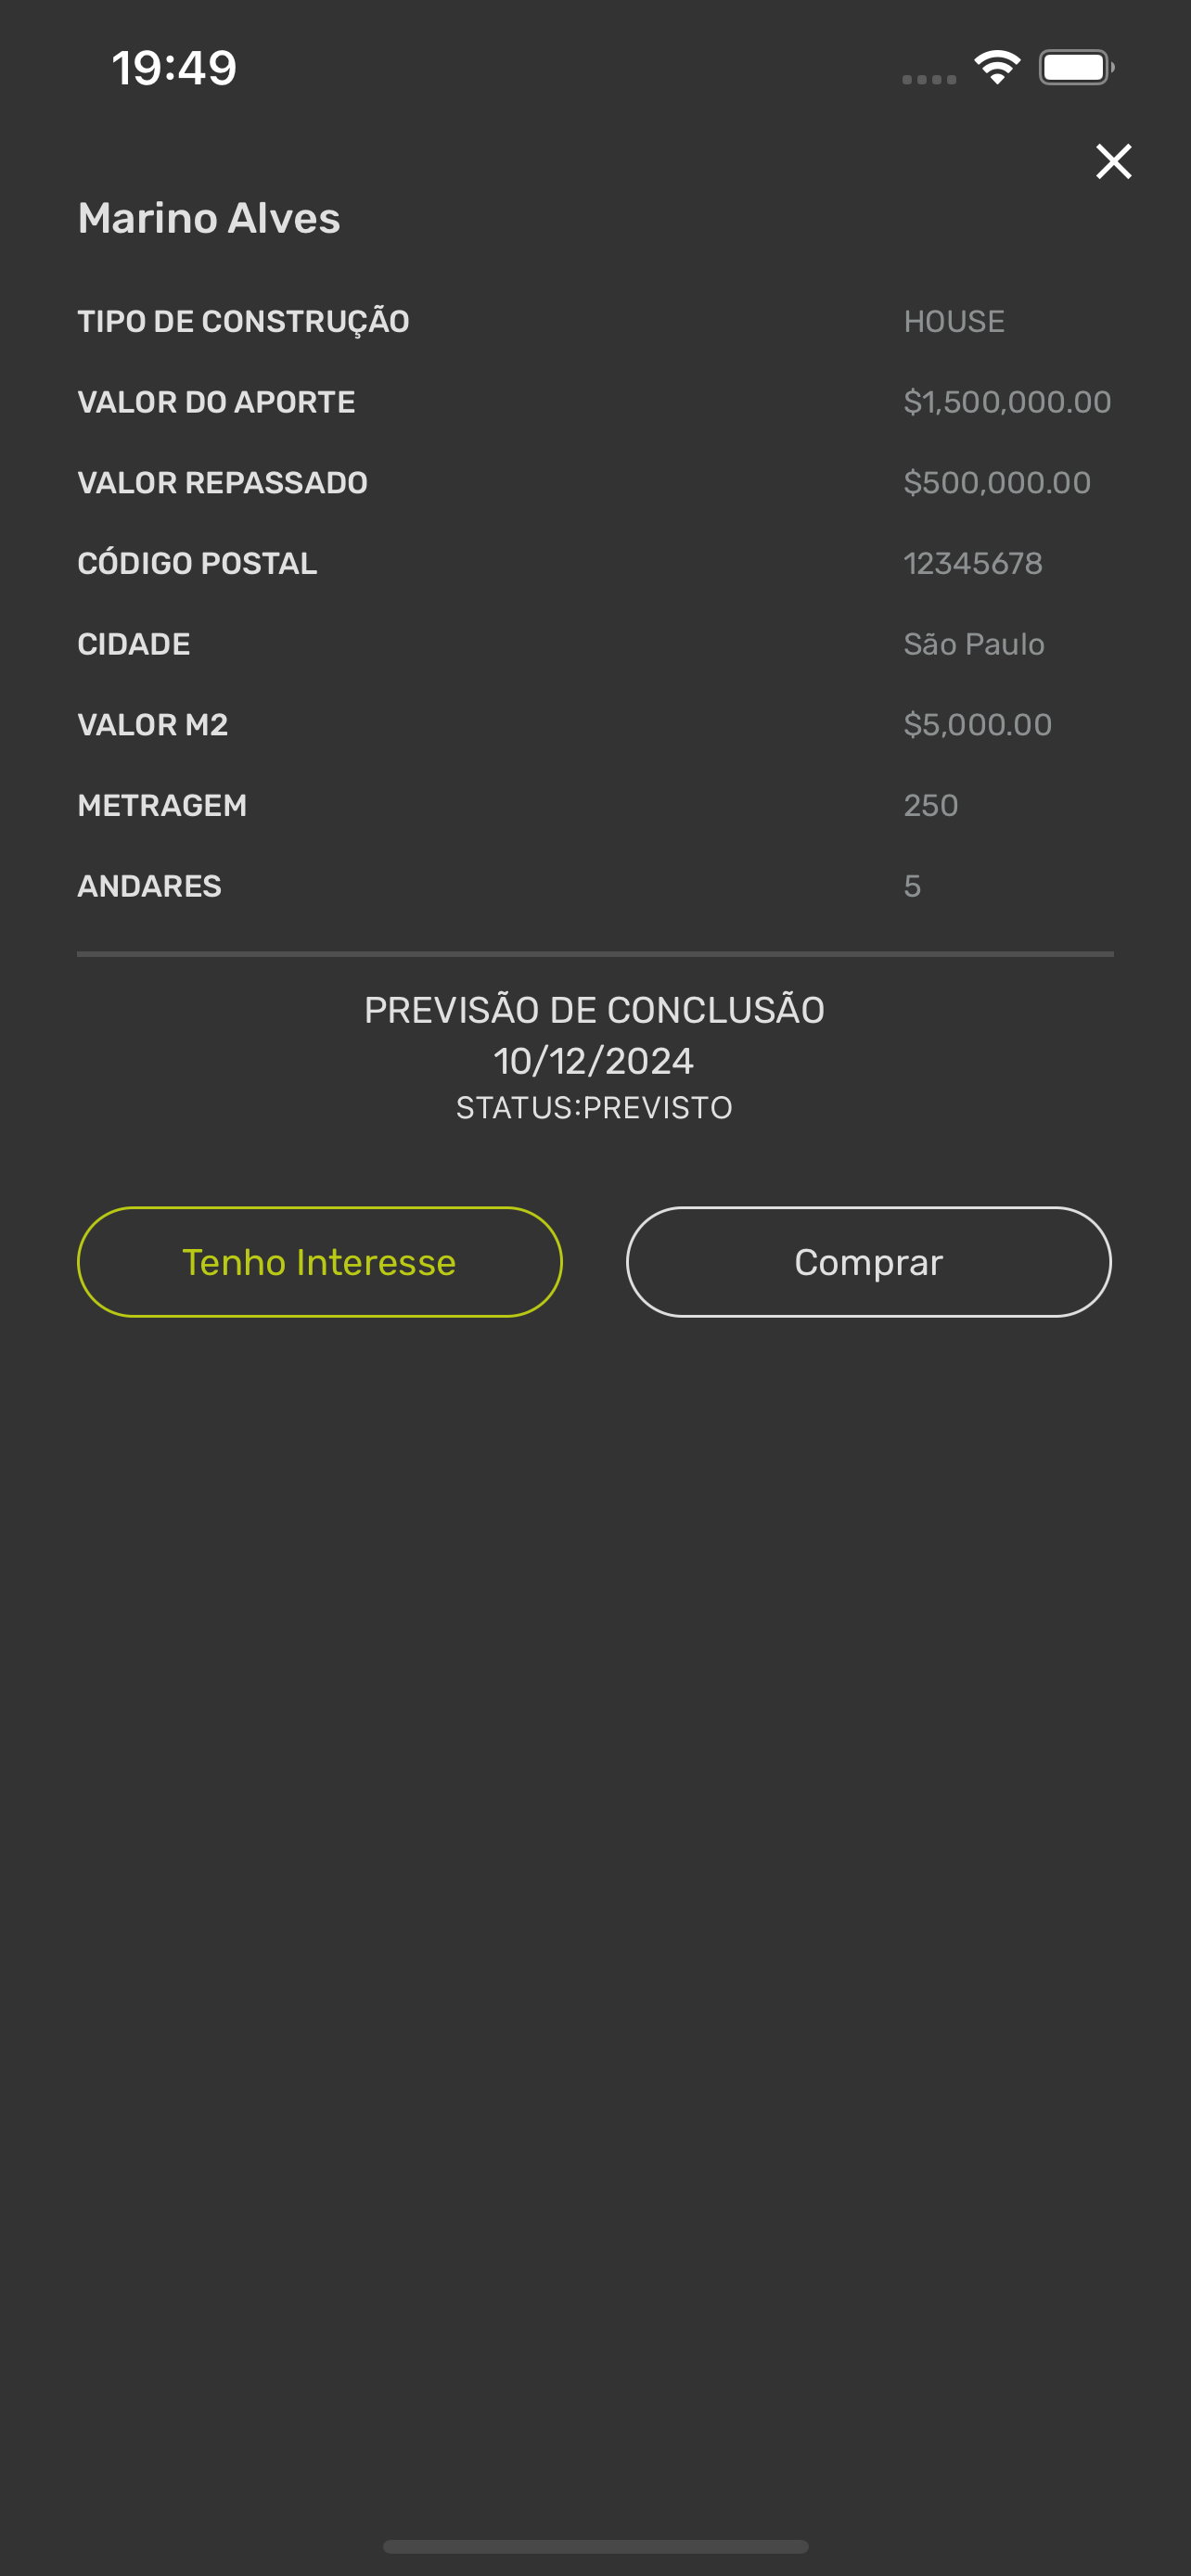 19:49
Marino Alves
TIPO DE CONSTRUÇÃO HOUSE
VALOR DO APORTE $1,500,000.00
VALOR REPASSADO $500,000.00
CÓDIGO POSTAL 12345678
CIDADE São Paulo
VALOR M2 $5,000.00
METRAGEM 250
ANDARES 5
PREVISÃO DE CONCLUSÃO
10/12/2024
STATUS:PREVISTO
Tenho Interesse Comprar